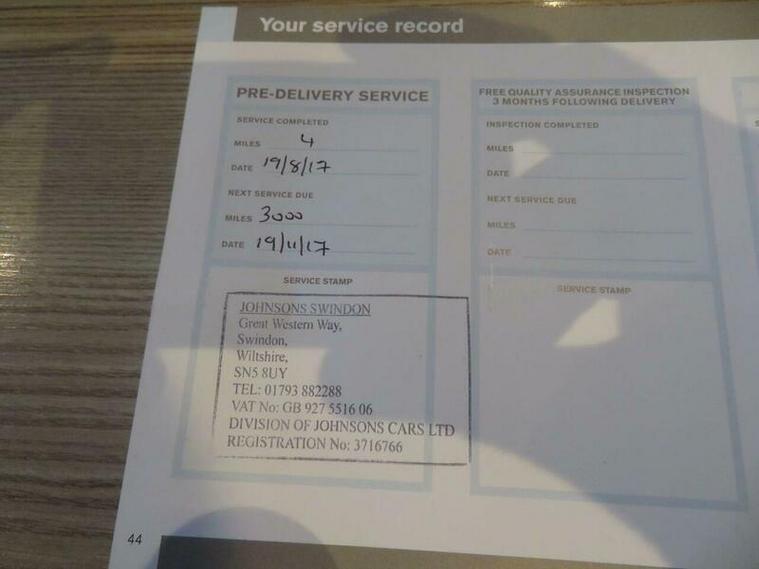 Your service record
PRE-DELIVERY SERVICE
SERVICE COMPLETED
MILES 4
DATE 19/8/17
NEXT SERVICE DUE
MILES 3000
DATE 19/11/17
SERVICE STAMP
JOHNSONS SWINDON
Great Western Way,
Swindon,
Wiltshire,
SN5 8UY
TEL: 01793 882288
VAT No: GB 927 5516 06
DIVISION OF JOHNSONS CARS LTD
REGISTRATION No: 3716766
FREE QUALITY ASSURANCE INSPECTION
3 MONTHS FOLLOWING DELIVERY
INSPECTION COMPLETED
MILES
DATE
NEXT SERVICE DUE
MILES
DATE
SERVICE STAMP
44